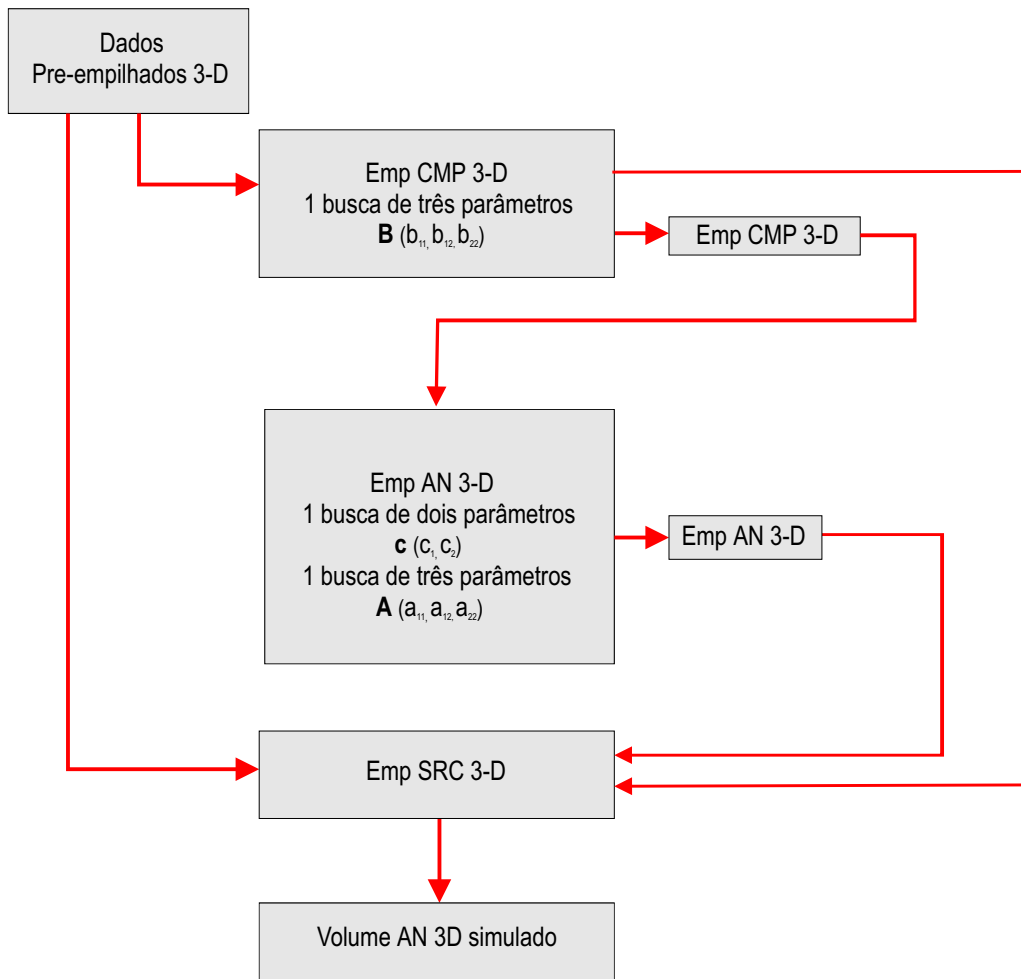 Dados
Pre-empilhados 3-D
Emp CMP 3-D
1 busca de três parâmetros
B (b₁₁, b₁₂, b₂₂)
Emp CMP 3-D
Emp AN 3-D
1 busca de dois parâmetros
c (c₁, c₂)
1 busca de três parâmetros
A (a₁₁, a₁₂, a₂₂)
Emp AN 3-D
Emp SRC 3-D
Volume AN 3D simulado